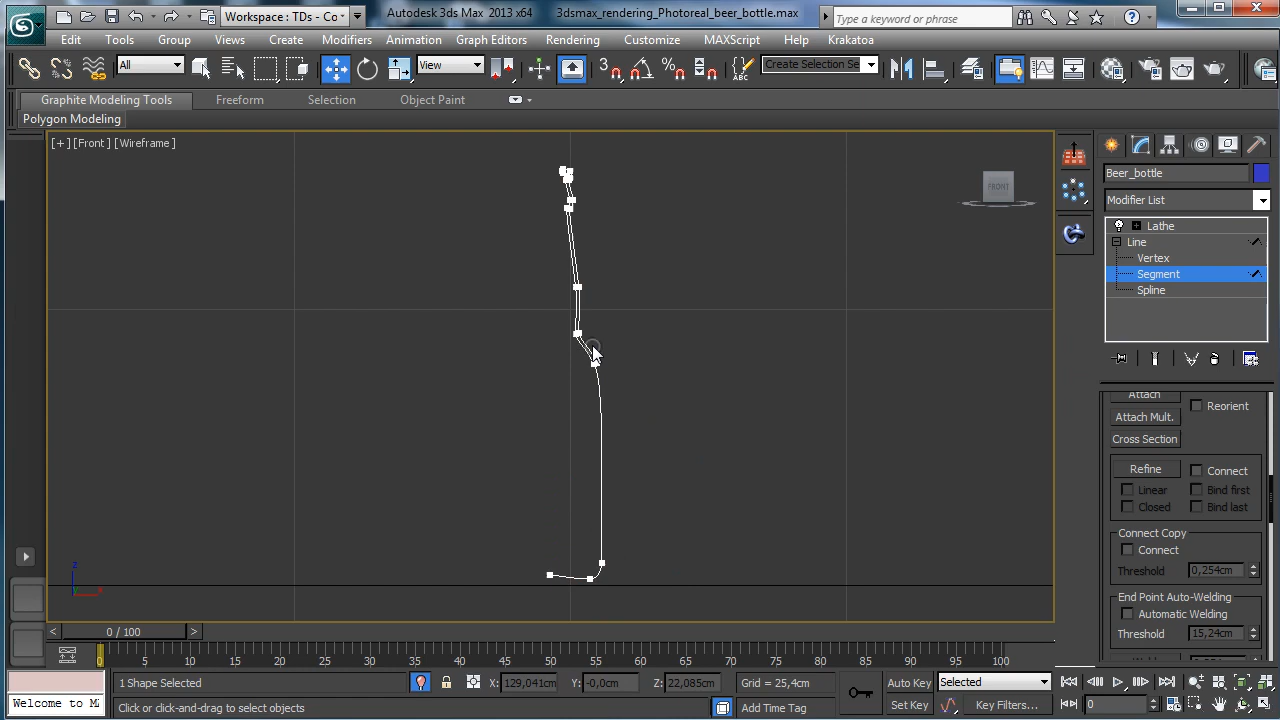 Workspace : TDs - Co
Autodesk 3ds Max 2013 x64
3dsmax_rendering_Photoreal_beer_bottle.max
Type a keyword or phrase
Edit Tools Group Views Create Modifiers Animation Graph Editors Rendering Customize MAXScript Help Krakatoa
All
View
3
ABC
Create Selection Se
Graphite Modeling Tools Freeform Selection Object Paint
Polygon Modeling
[+][Front][Wireframe]
FRONT
Beer_bottle
Modifier List
Lathe
Line
Vertex
Segment
Spline
Attach
Reorient
Attach Mult.
Cross Section
Refine
Connect
Linear
Bind first
Closed
Bind last
Connect Copy
Connect
Threshold 0,254cm
End Point Auto-Welding
Automatic Welding
Threshold 15,24cm
z
x
< 0 / 100 >
0 5 10 15 20 25 30 35 40 45 50 55 60 65 70 75 80 85 90 95 100
1 Shape Selected
X: 129,041cm
Y: -0,0cm
Z: 22,085cm
Grid = 25,4cm
Auto Key
Selected
Welcome to MA
Click or click-and-drag to select objects
Add Time Tag
Set Key
Key Filters...
0